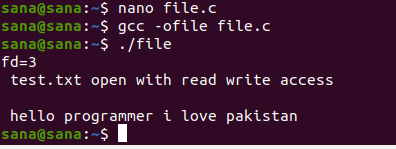 sana@sana:~$ nano file.c
sana@sana:~$ gcc -ofile file.c
sana@sana:~$ ./file
fd=3
 test.txt open with read write access

 hello programmer i love pakistan
sana@sana:~$